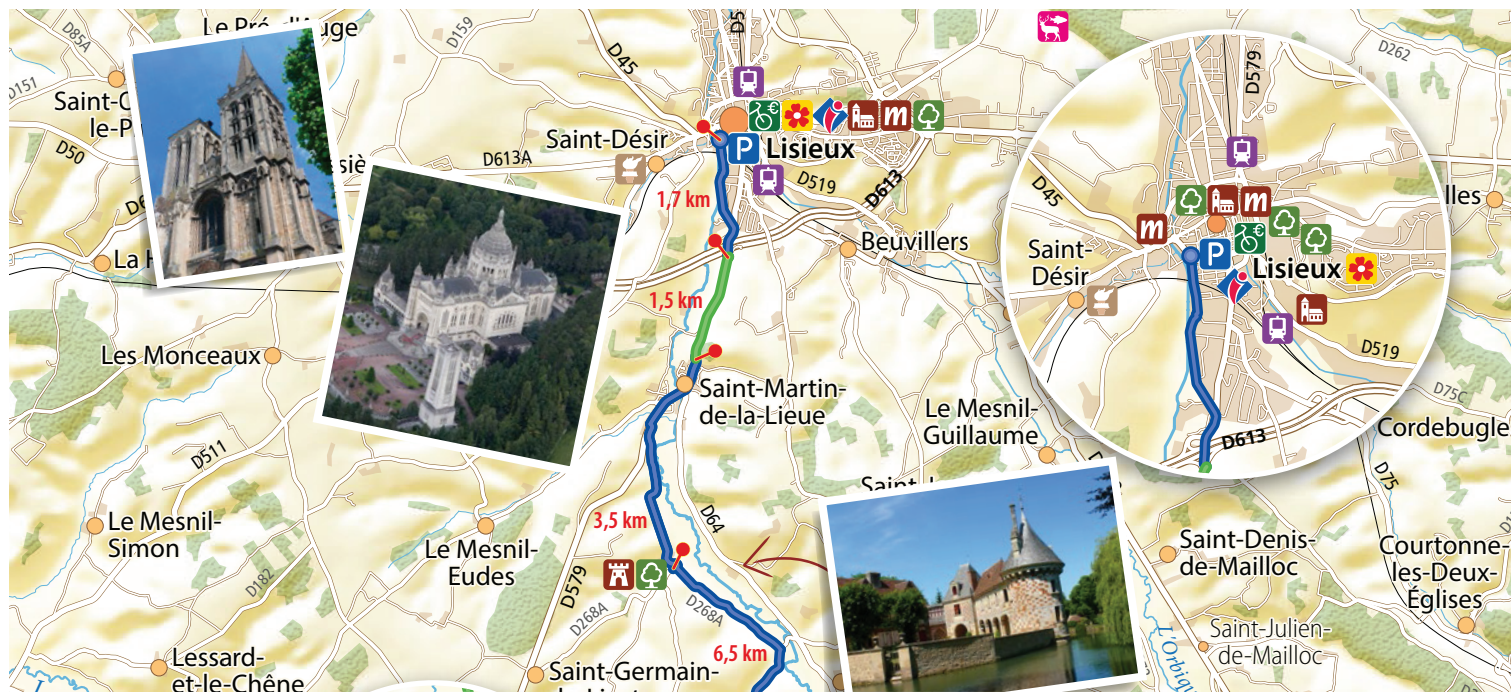 Le Pré-d'Auge
D85A
D159
D151
D45
D5
D262
D579
Saint-
le-P
D50
Saint-Désir
D613A
P
Lisieux
m
D519
D613
1,7 km
Beuvillers
La H
1,5 km
Les Monceaux
Saint-Martin-
de-la-Lieue
Le Mesnil-
Guillaume
D45
m
m
Saint-
Désir
P
Lisieux
D519
D613
D75C
Cordebugle
D75
D511
Le Mesnil-
Simon
Le Mesnil-
Eudes
3,5 km
D64
D182
D579
D268A
D268A
6,5 km
Saint-Denis-
de-Mailloc
Courtonne-
les-Deux-
Églises
Saint-Julien-
de-Mailloc
L'Orbiq
Lessard-
et-le-Chêne
Saint-Germain-